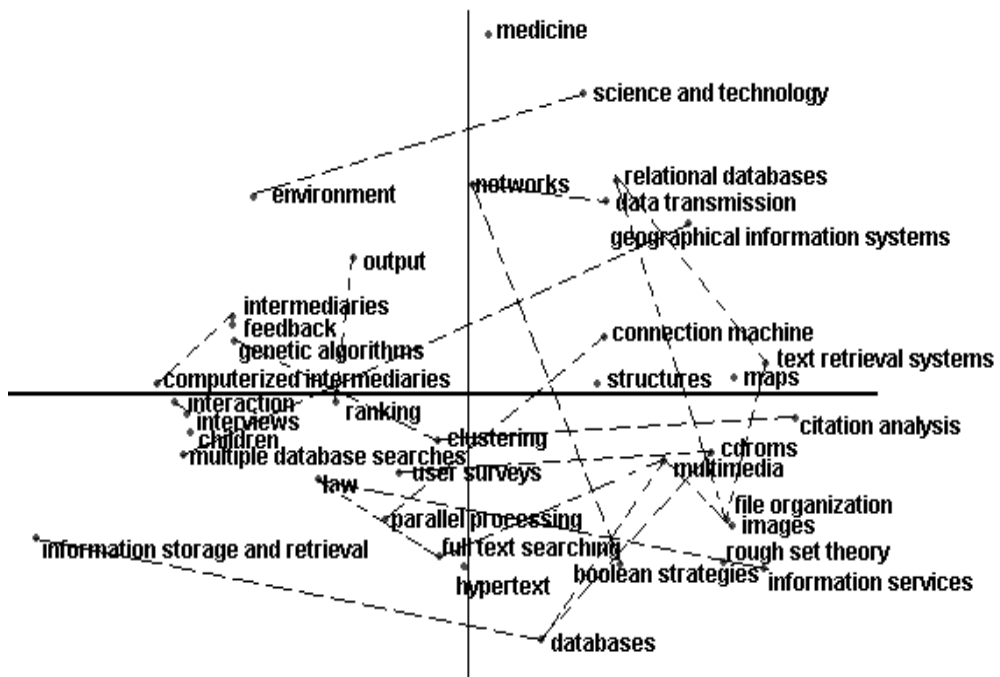 medicine
science and technology
environment
networks
relational databases
data transmission
geographical information systems
output
intermediaries
feedback
genetic algorithms
connection machine
text retrieval systems
computerized intermediaries
structures
maps
interaction
ranking
interviews
children
clustering
citation analysis
multiple database searches
cdroms
user surveys
multimedia
law
file organization
parallel processing
images
information storage and retrieval
full text searching
rough set theory
hypertext
boolean strategies
information services
databases